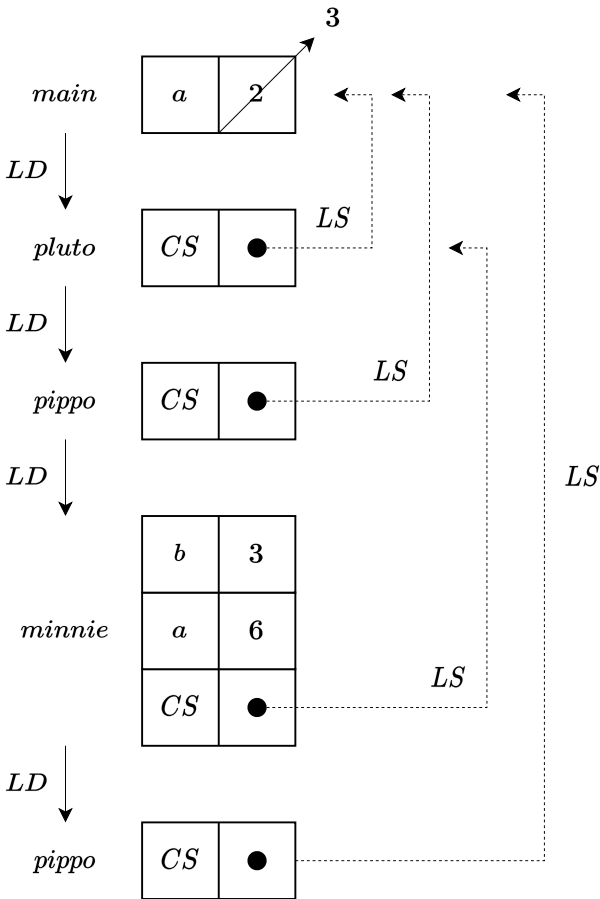 3
main a 2
LD
LS
pluto CS
LD
LS
pippo CS
LD
LS
b 3
minnie a 6
LS
CS
LD
pippo CS